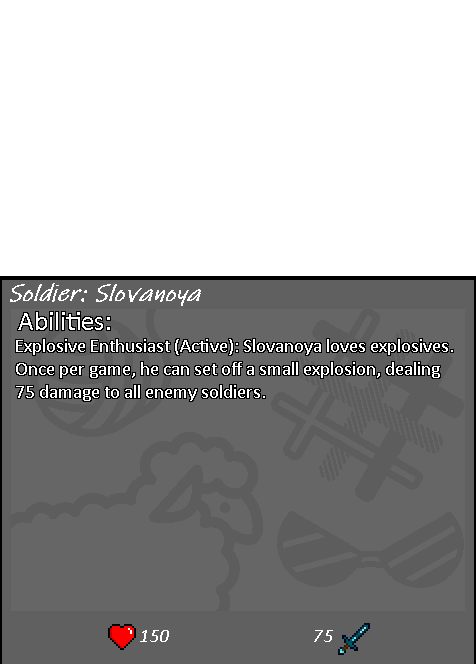 Soldier: Slovanoya
Abilities:
Explosive Enthusiast (Active): Slovanoya loves explosives.
Once per game, he can set off a small explosion, dealing
75 damage to all enemy soldiers.
150 75